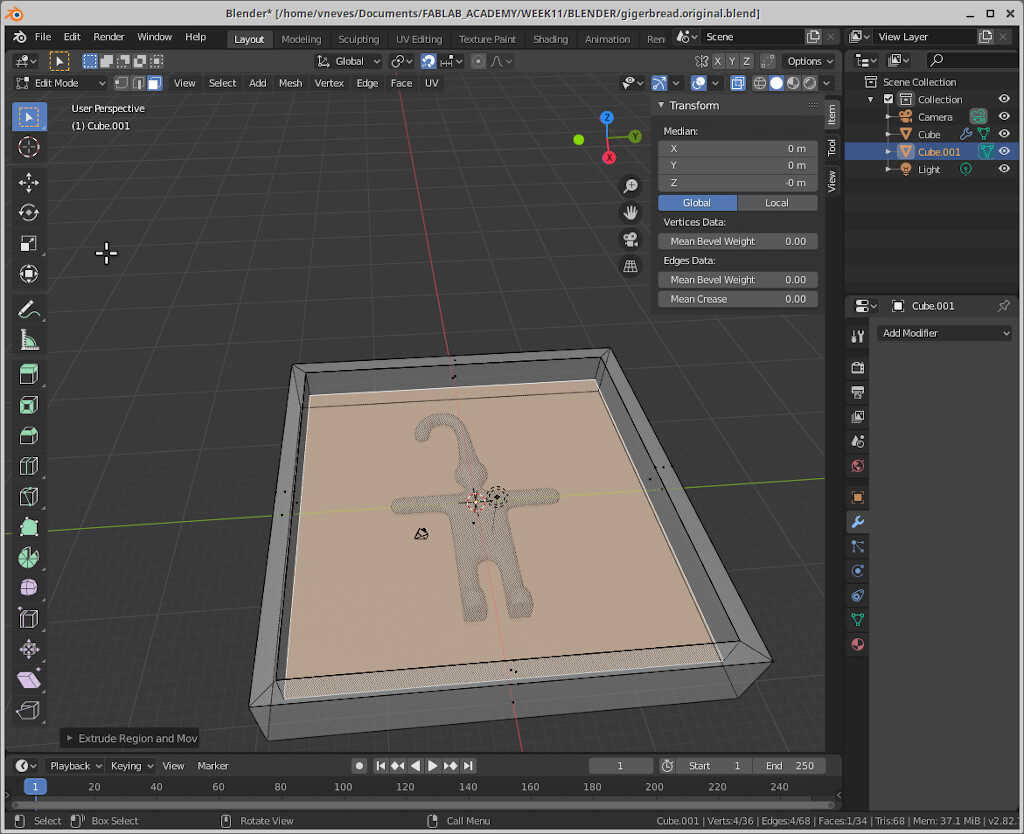 Blender* [/home/vneves/Documents/FABLAB_ACADEMY/WEEK11/BLENDER/gigerbread.original.blend]
File Edit Render Window Help Layout Modeling Sculpting UV Editing Texture Paint Shading Animation Ren Scene View Layer
Global X Y Z Options
Edit Mode View Select Add Mesh Vertex Edge Face UV
User Perspective
(1) Cube.001
Z
Y
X
Transform
Median:
X 0 m
Y 0 m
Z -0 m
Global Local
Vertices Data:
Mean Bevel Weight 0.00
Edges Data:
Mean Bevel Weight 0.00
Mean Crease 0.00
Item
Tool
View
Scene Collection
Collection
Camera
Cube
Cube.001
Light
Cube.001
Add Modifier
Extrude Region and Mov
Playback Keying View Marker 1 Start 1 End 250
1 20 40 60 80 100 120 140 160 180 200 220 240
Select Box Select Rotate View Call Menu Cube.001 | Verts:4/36 | Edges:4/68 | Faces:1/34 | Tris:68 | Mem: 37.1 MiB | v2.82.